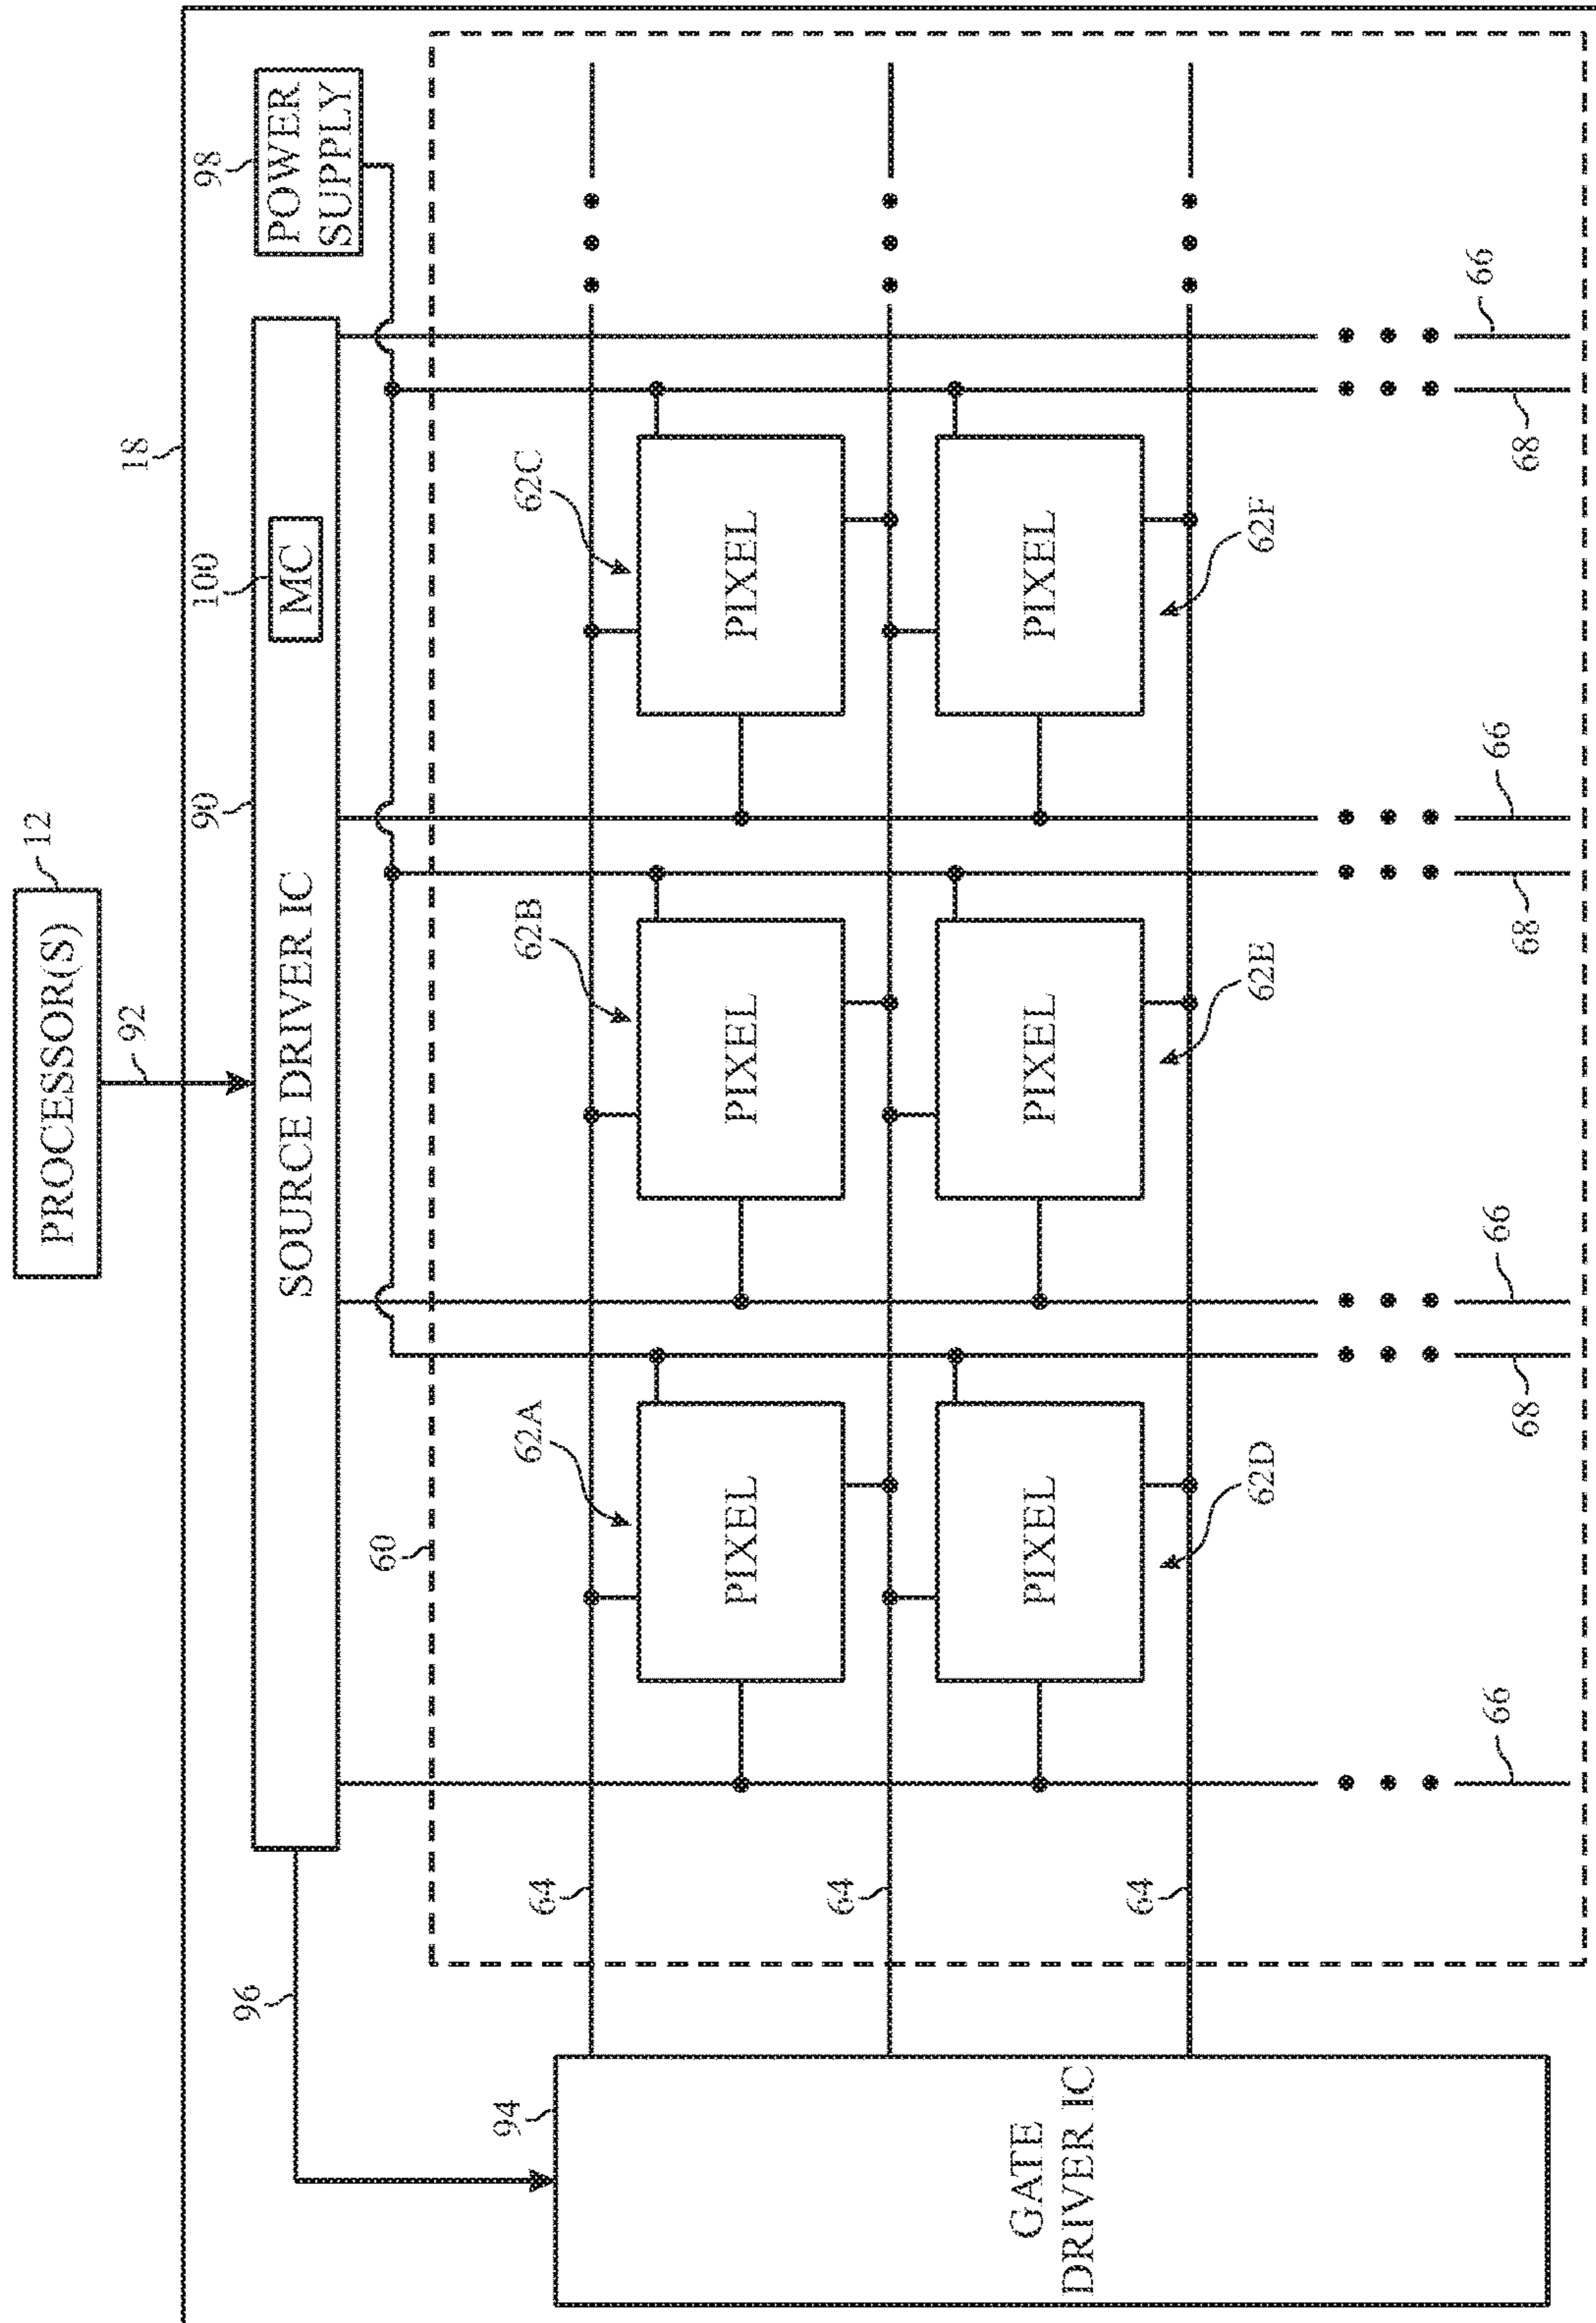 PROCESSOR(S)
12
92
18
90
100
98
SOURCE DRIVER IC
MC
POWER
SUPPLY
96
60
94
GATE
DRIVER IC
64
62A
62B
62C
PIXEL
PIXEL
PIXEL
64
PIXEL
PIXEL
PIXEL
64
62D
62E
62F
66
68
66
68
66
68
66